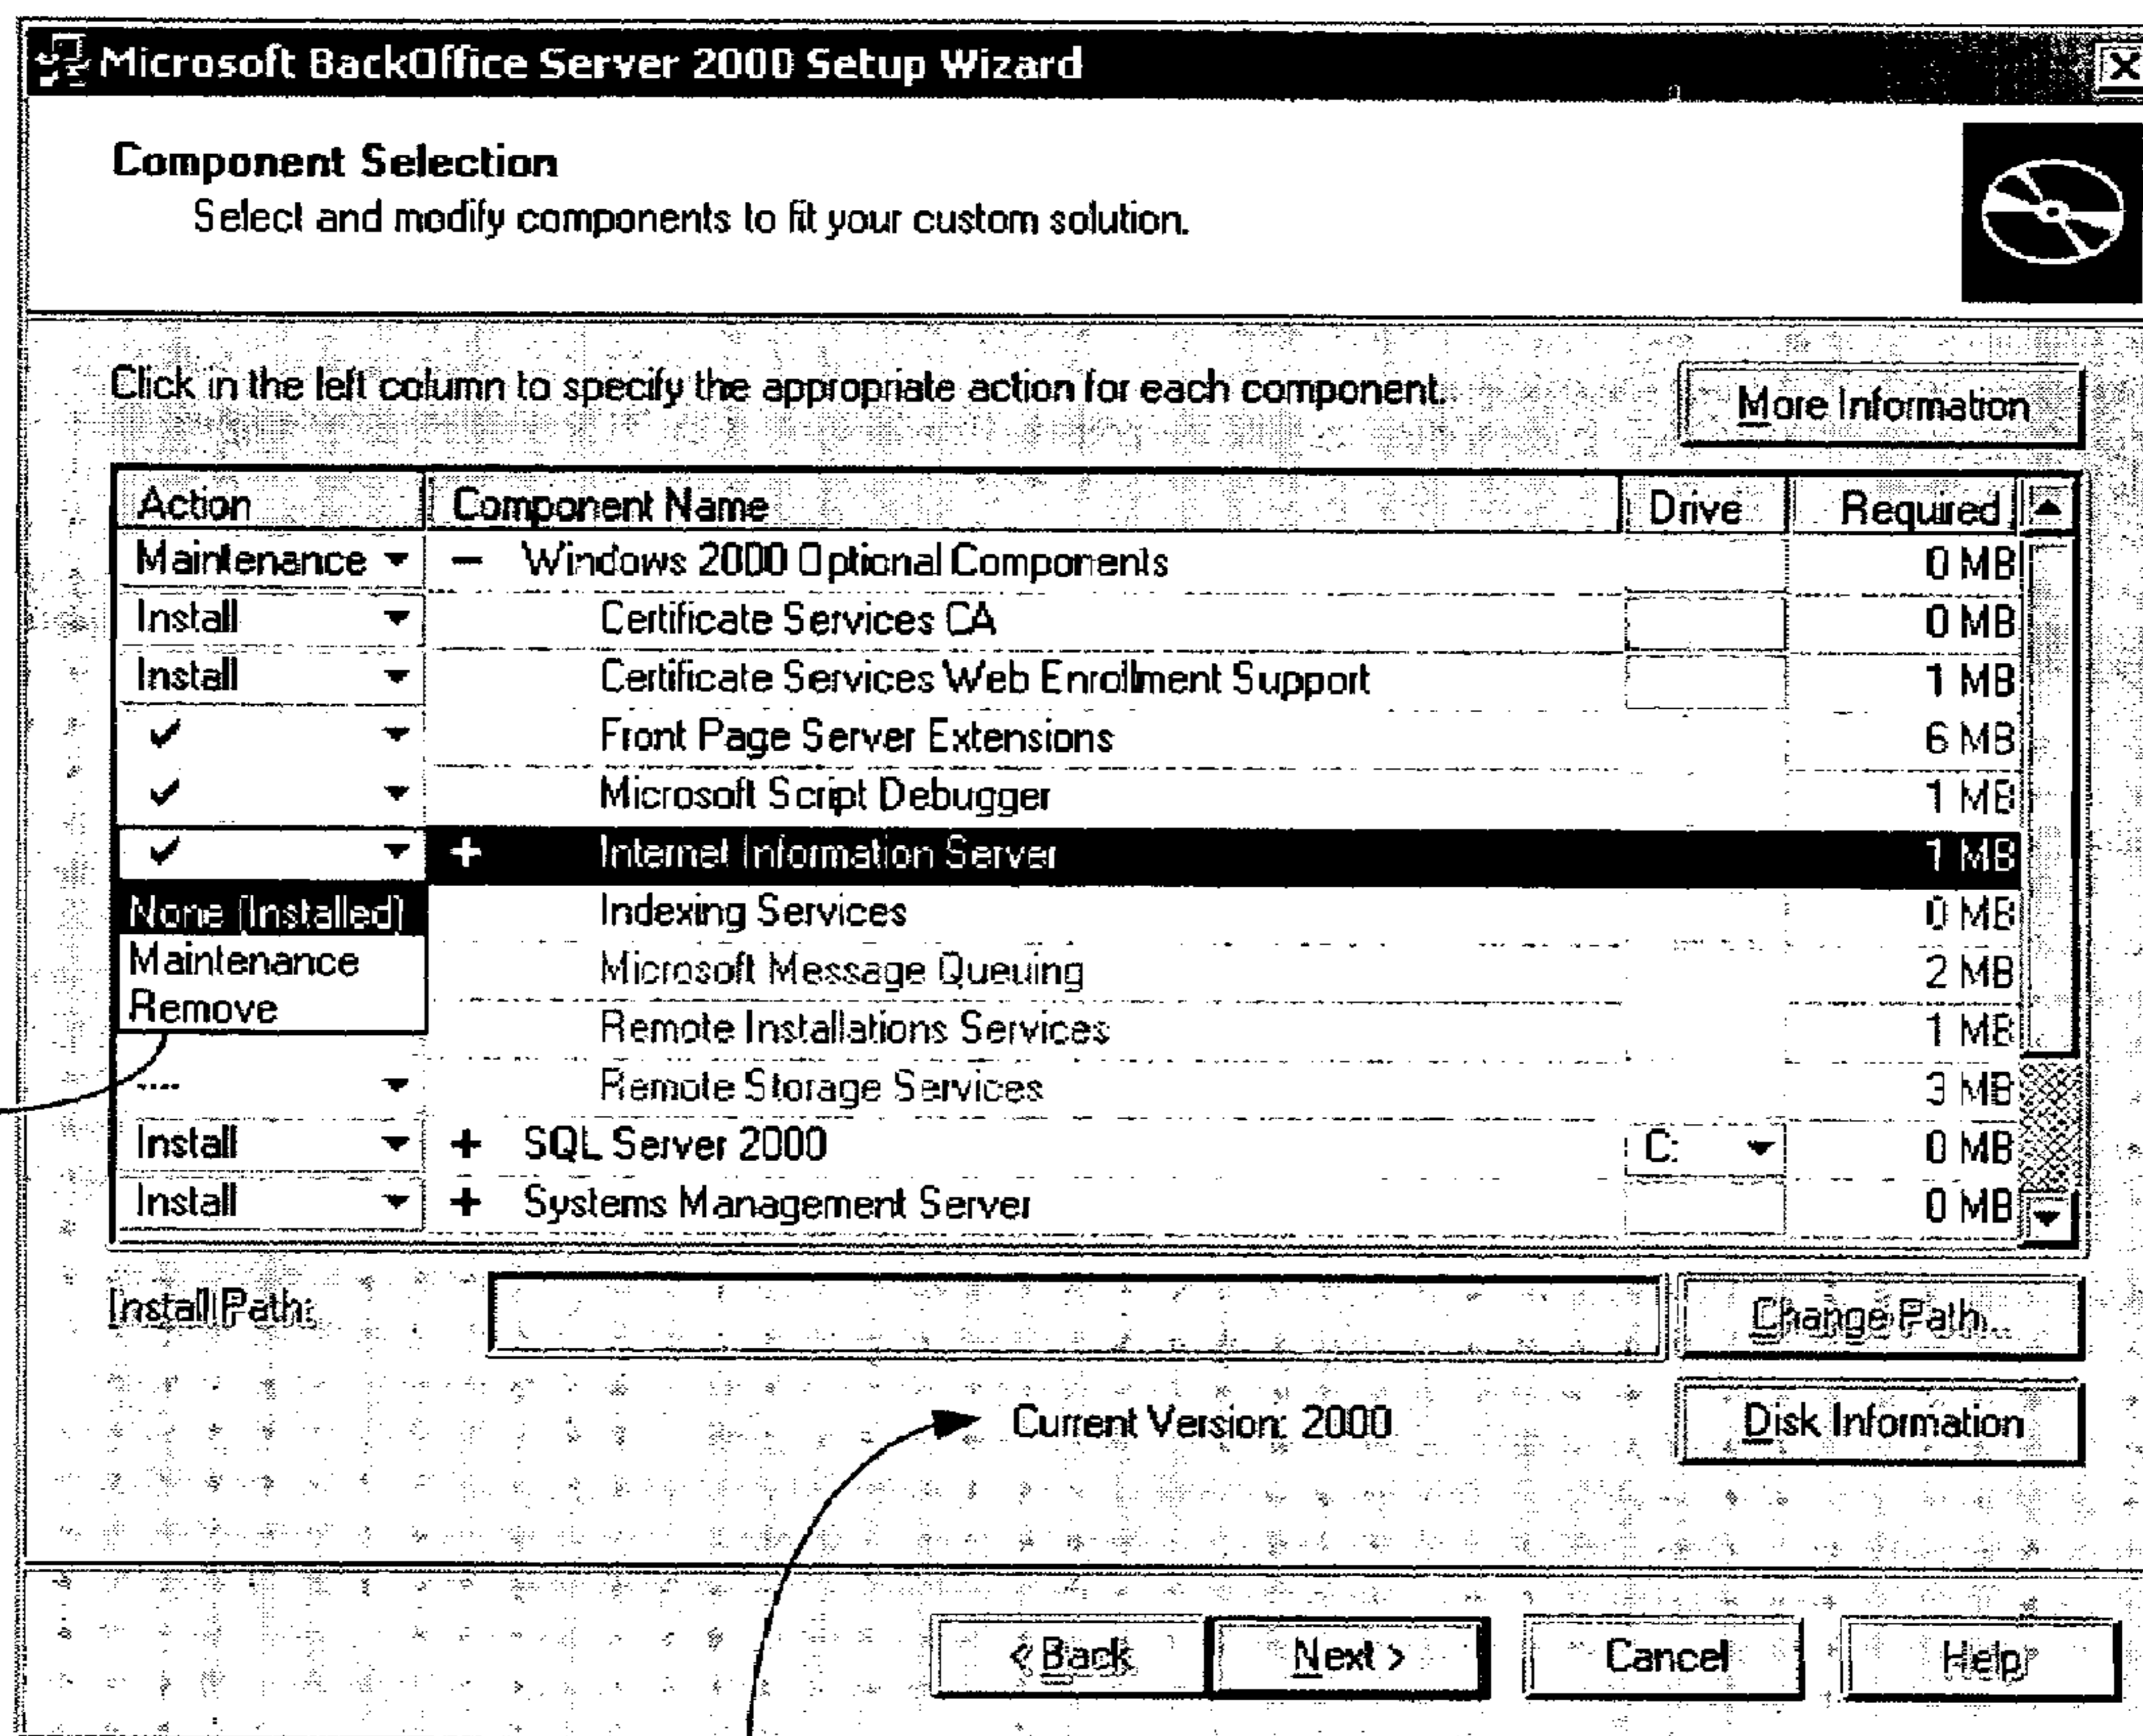 Microsoft BackOffice Server 2000 Setup Wizard
Component Selection
Select and modify components to fit your custom solution.
Click in the left column to specify the appropriate action for each component.
More Information
Action Component Name Drive Required
Maintenance − Windows 2000 Optional Components 0 MB
Install Certificate Services CA 0 MB
Install Certificate Services Web Enrollment Support 1 MB
✓ Front Page Server Extensions 6 MB
✓ Microsoft Script Debugger 1 MB
✓ + Internet Information Server 1 MB
None (Installed) Indexing Services 0 MB
Maintenance Microsoft Message Queuing 2 MB
Remove Remote Installations Services 1 MB
---- Remote Storage Services 3 MB
Install + SQL Server 2000 C: 0 MB
Install + Systems Management Server 0 MB
Install Path: Change Path...
Current Version: 2000 Disk Information
< Back Next > Cancel Help